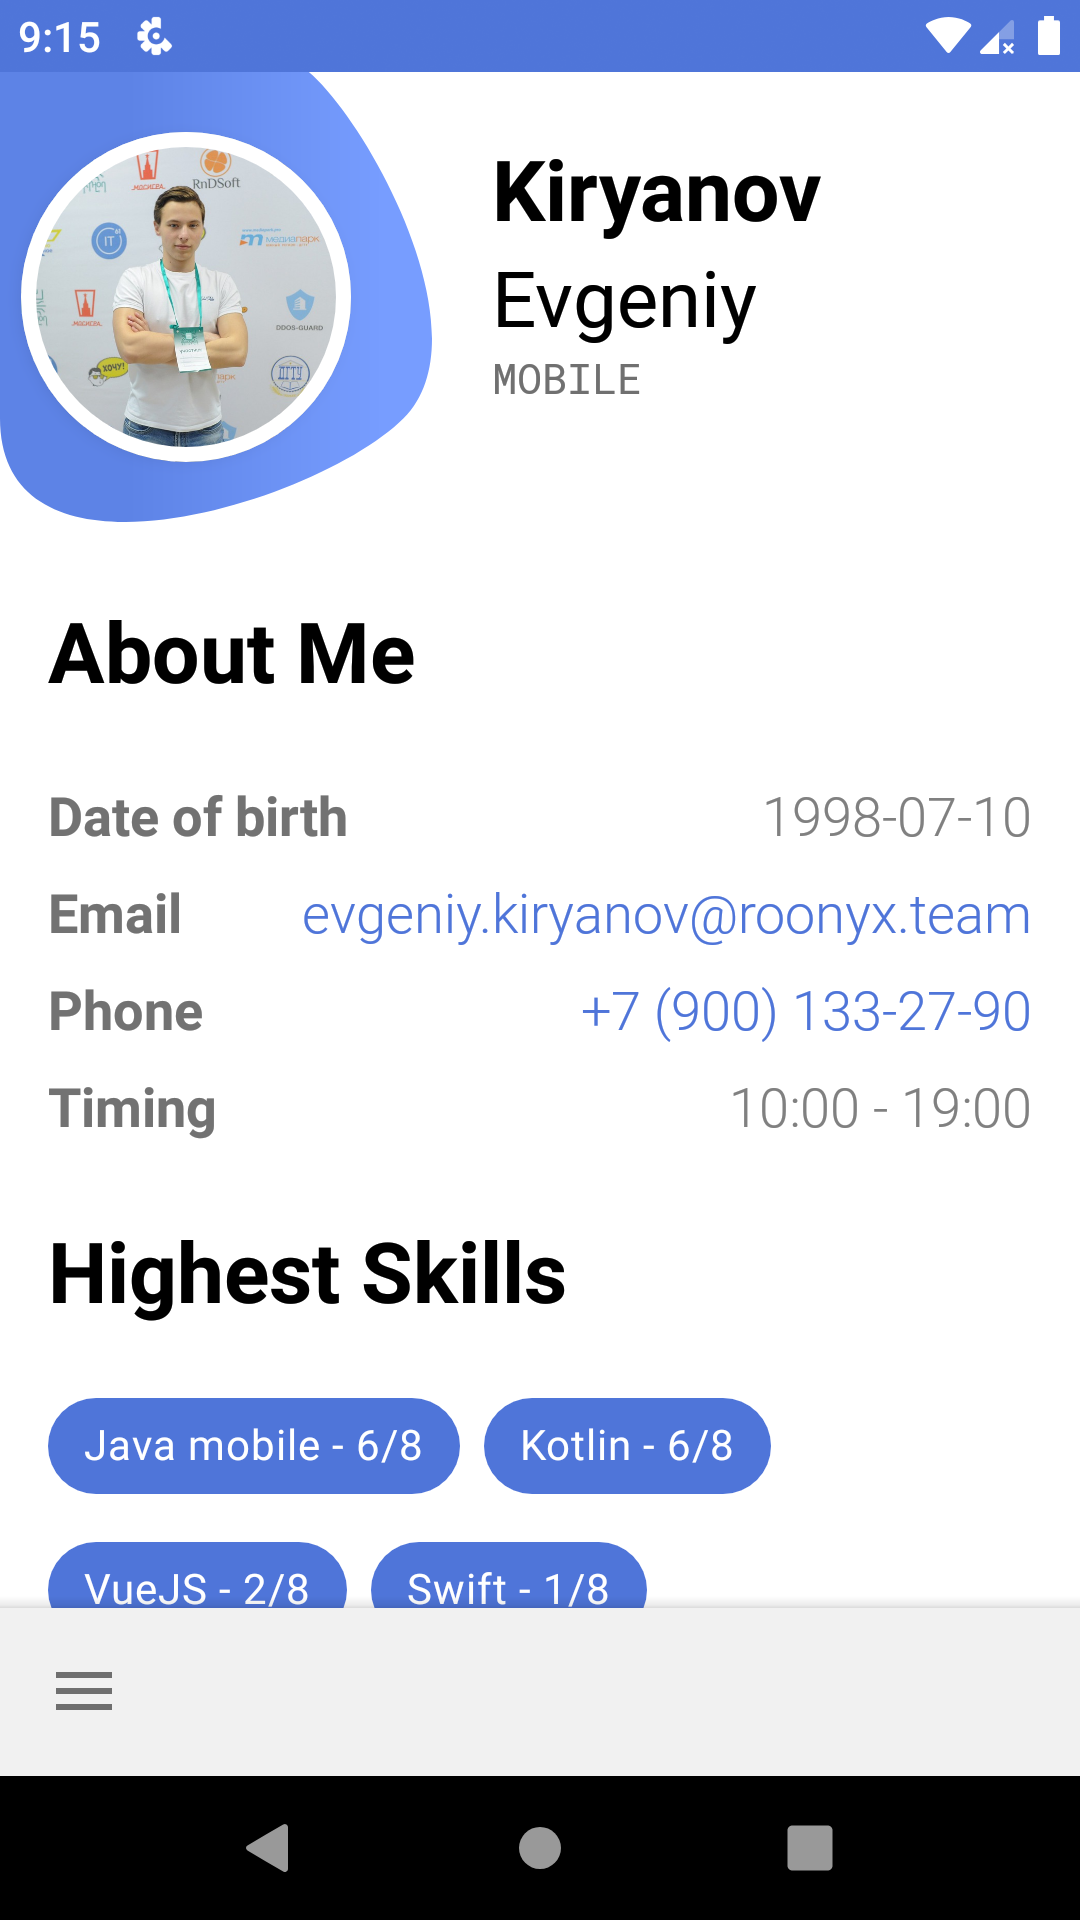 9:15
RnDSoft
МОСКВА
IT
медиапарк
МОСКВА
DDOS-GUARD
ХОЧУ!
ДГТУ
Kiryanov
Evgeniy
MOBILE
About Me
Date of birth 1998-07-10
Email evgeniy.kiryanov@roonyx.team
Phone +7 (900) 133-27-90
Timing 10:00 - 19:00
Highest Skills
Java mobile - 6/8 Kotlin - 6/8
VueJS - 2/8 Swift - 1/8